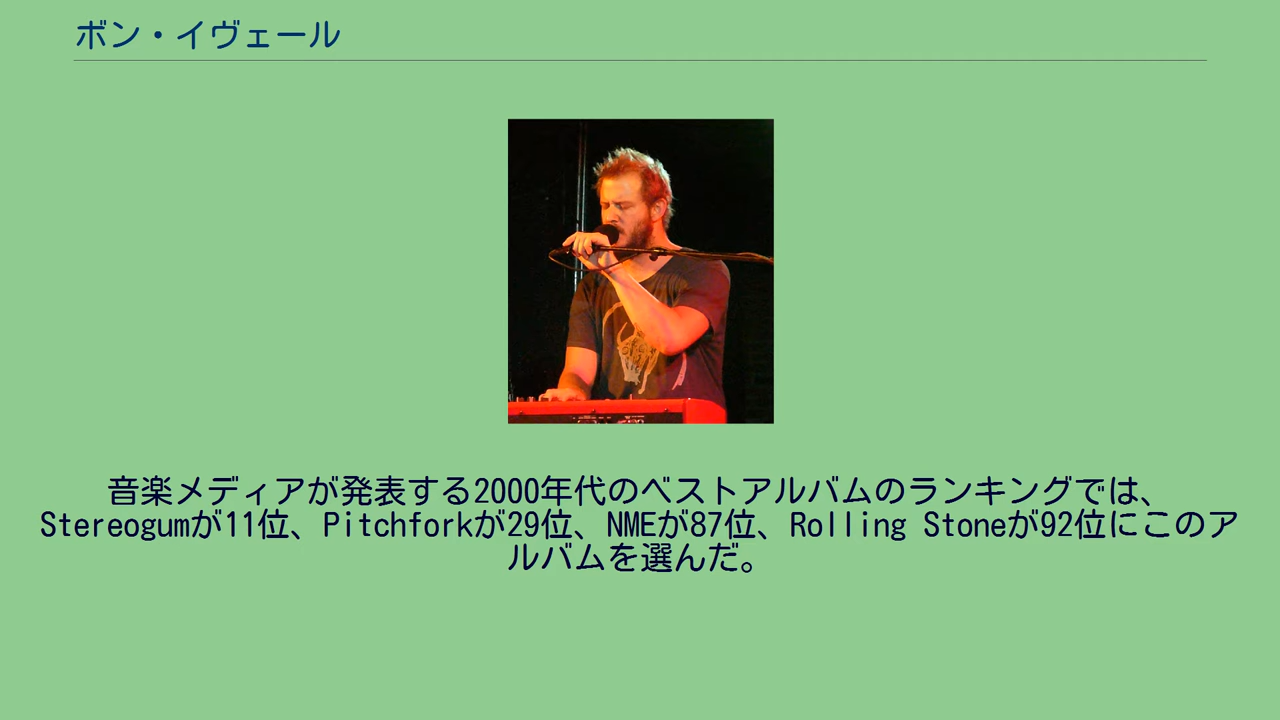 ボン・イヴェール
音楽メディアが発表する2000年代のベストアルバムのランキングでは、
Stereogumが11位、Pitchforkが29位、NMEが87位、Rolling Stoneが92位にこのア
ルバムを選んだ。